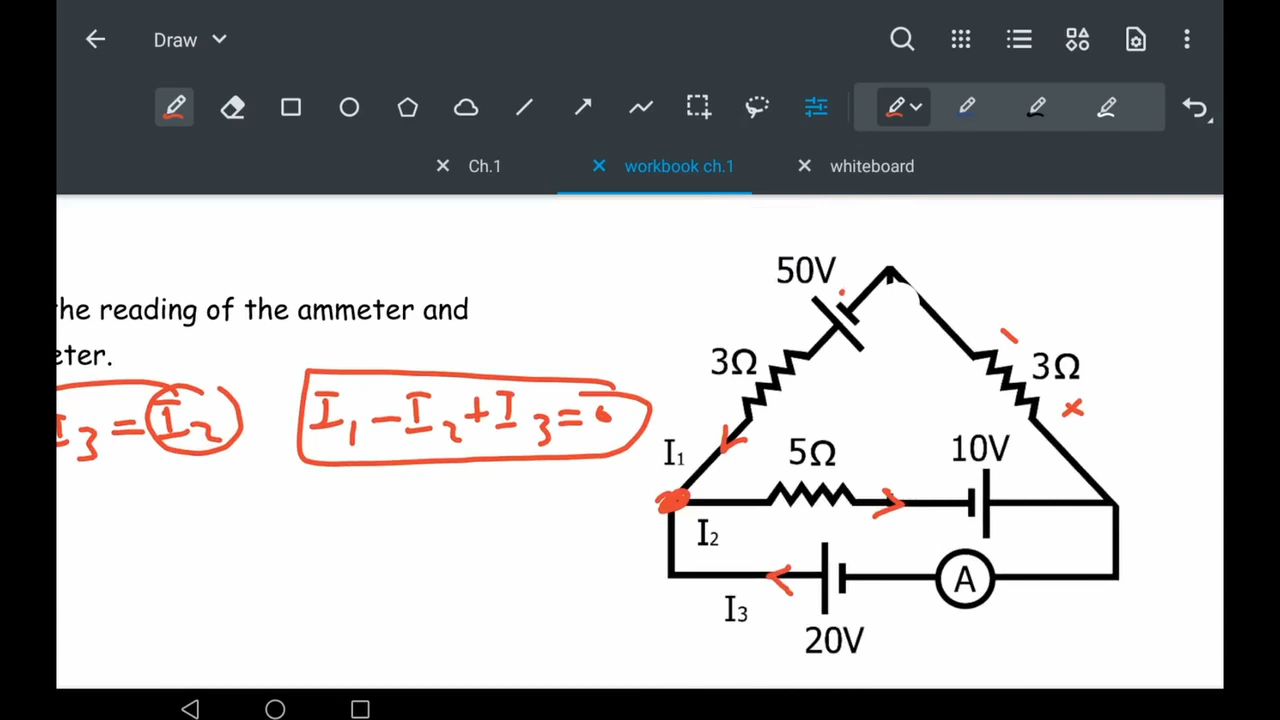 Draw
Ch.1
workbook ch.1
whiteboard
the reading of the ammeter and
eter.
I3 = I2
I1 - I2 + I3 = 0
50V
3Ω
3Ω
I1
5Ω
10V
I2
A
I3
20V